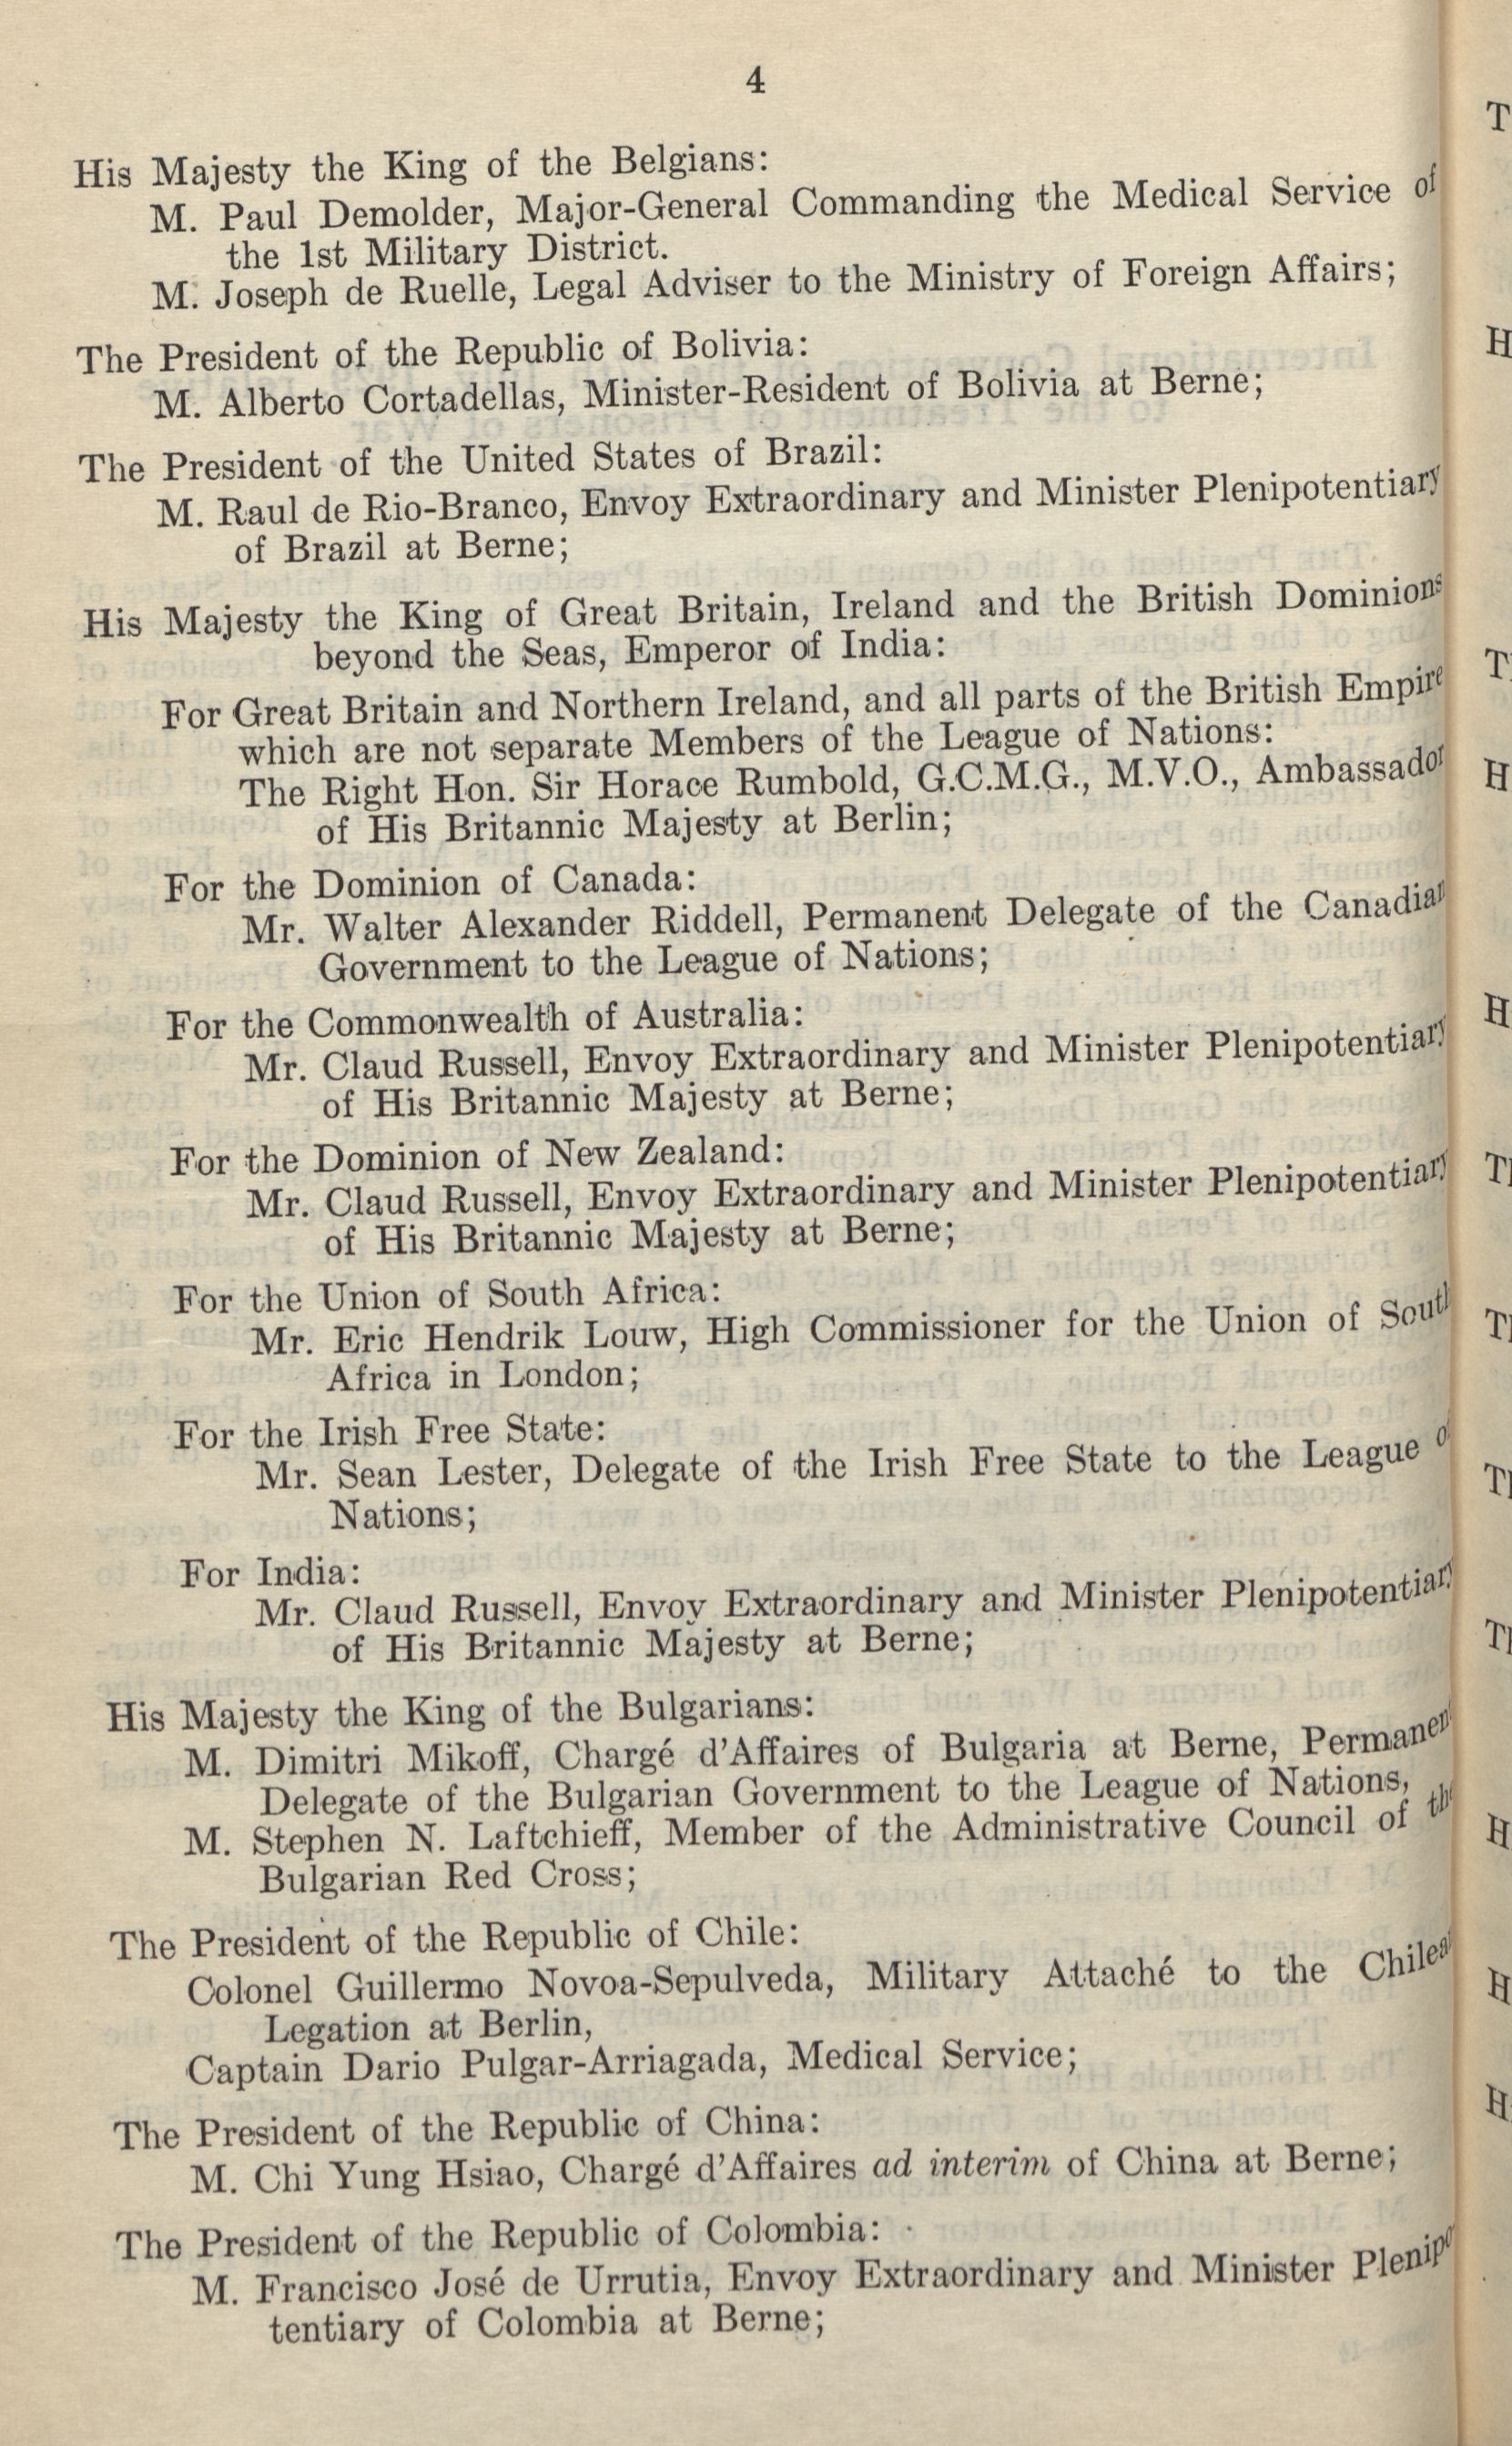 4
His Majesty the King of the Belgians:
M. Paul Demolder, Major-General Commanding the Medical Service of
the 1st Military District.
M. Joseph de Ruelle, Legal Adviser to the Ministry of Foreign Affairs;
The President of the Republic of Bolivia:
M. Alberto Cortadellas, Minister-Resident of Bolivia at Berne;
The President of the United States of Brazil:
M. Raul de Rio-Branco, Envoy Extraordinary and Minister Plenipotentiary
of Brazil at Berne;
His Majesty the King of Great Britain, Ireland and the British Dominions
beyond the Seas, Emperor of India:
For Great Britain and Northern Ireland, and all parts of the British Empire
which are not separate Members of the League of Nations:
The Right Hon. Sir Horace Rumbold, G.C.M.G., M.V.O., Ambassador
of His Britannic Majesty at Berlin;
For the Dominion of Canada:
Mr. Walter Alexander Riddell, Permanent Delegate of the Canadian
Government to the League of Nations;
For the Commonwealth of Australia:
Mr. Claud Russell, Envoy Extraordinary and Minister Plenipotentiary
of His Britannic Majesty at Berne;
For the Dominion of New Zealand:
Mr. Claud Russell, Envoy Extraordinary and Minister Plenipotentiary
of His Britannic Majesty at Berne;
For the Union of South Africa:
Mr. Eric Hendrik Louw, High Commissioner for the Union of South
Africa in London;
For the Irish Free State:
Mr. Sean Lester, Delegate of the Irish Free State to the League of
Nations;
For India:
Mr. Claud Russell, Envoy Extraordinary and Minister Plenipotentiary
of His Britannic Majesty at Berne;
His Majesty the King of the Bulgarians:
M. Dimitri Mikoff, Chargé d'Affaires of Bulgaria at Berne, Permanent
Delegate of the Bulgarian Government to the League of Nations,
M. Stephen N. Laftchieff, Member of the Administrative Council of the
Bulgarian Red Cross;
The President of the Republic of Chile:
Colonel Guillermo Novoa-Sepulveda, Military Attaché to the Chilean
Legation at Berlin,
Captain Dario Pulgar-Arriagada, Medical Service;
The President of the Republic of China:
M. Chi Yung Hsiao, Chargé d'Affaires ad interim of China at Berne;
The President of the Republic of Colombia:
M. Francisco José de Urrutia, Envoy Extraordinary and Minister Plenipo
tentiary of Colombia at Berne;